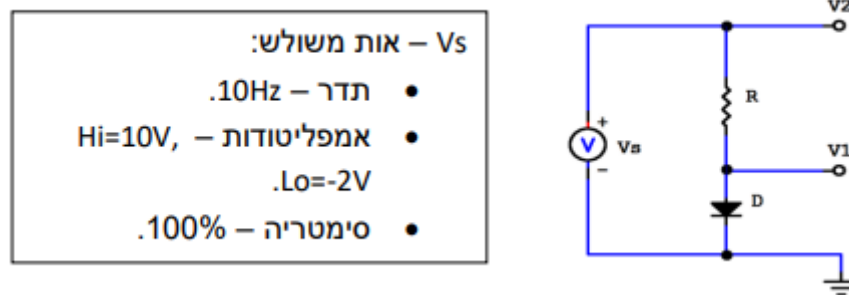 Vs – אות משולש:
• תדר – 10Hz.
• אמפליטודות – Hi=10V,
Lo=-2V.
• סימטריה – 100%.
V2
R
+
V
Vs
-
V1
D